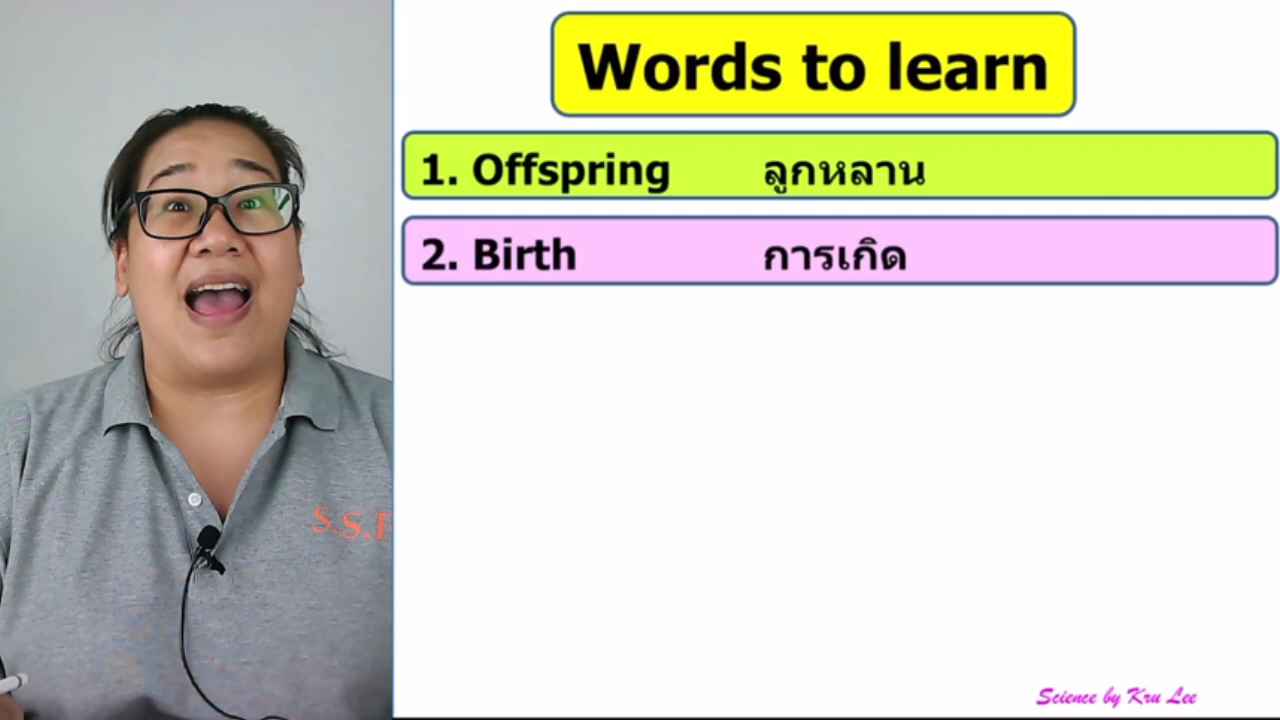 Words to learn
1. Offspring ลูกหลาน
2. Birth การเกิด
S.S.
Science by Kru Lee